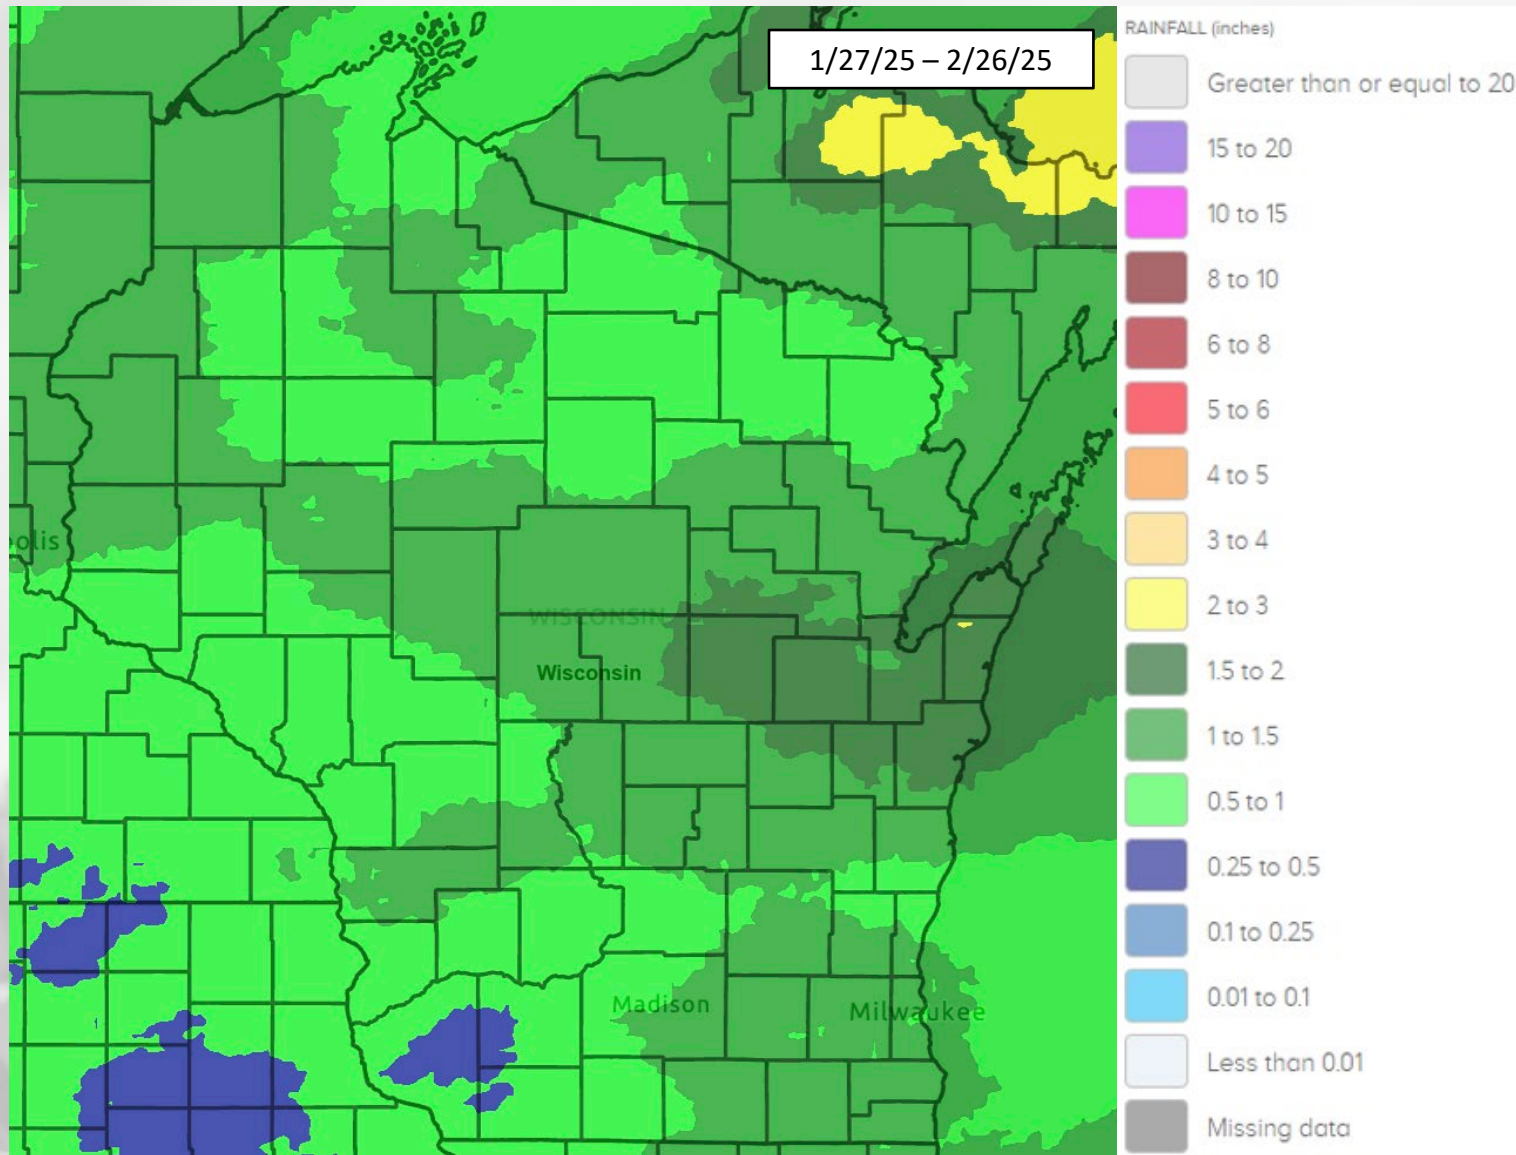 1/27/25 – 2/26/25
olis
WISCONSIN
Wisconsin
Madison
Milwaukee
RAINFALL (inches)
Greater than or equal to 20
15 to 20
10 to 15
8 to 10
6 to 8
5 to 6
4 to 5
3 to 4
2 to 3
1.5 to 2
1 to 1.5
0.5 to 1
0.25 to 0.5
0.1 to 0.25
0.01 to 0.1
Less than 0.01
Missing data